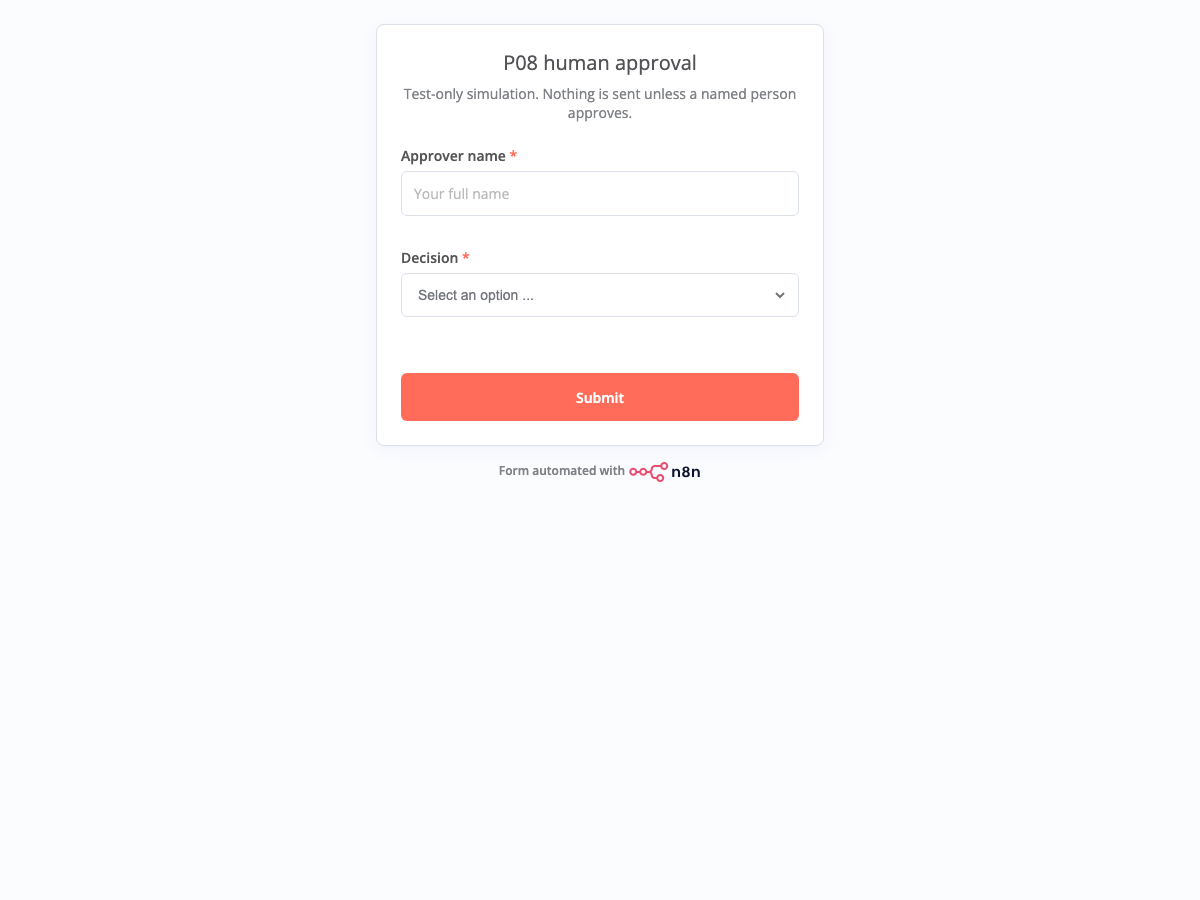 P08 human approval
Test-only simulation. Nothing is sent unless a named person
approves.
Approver name *
Your full name
Decision *
Select an option ...
Submit
Form automated with n8n